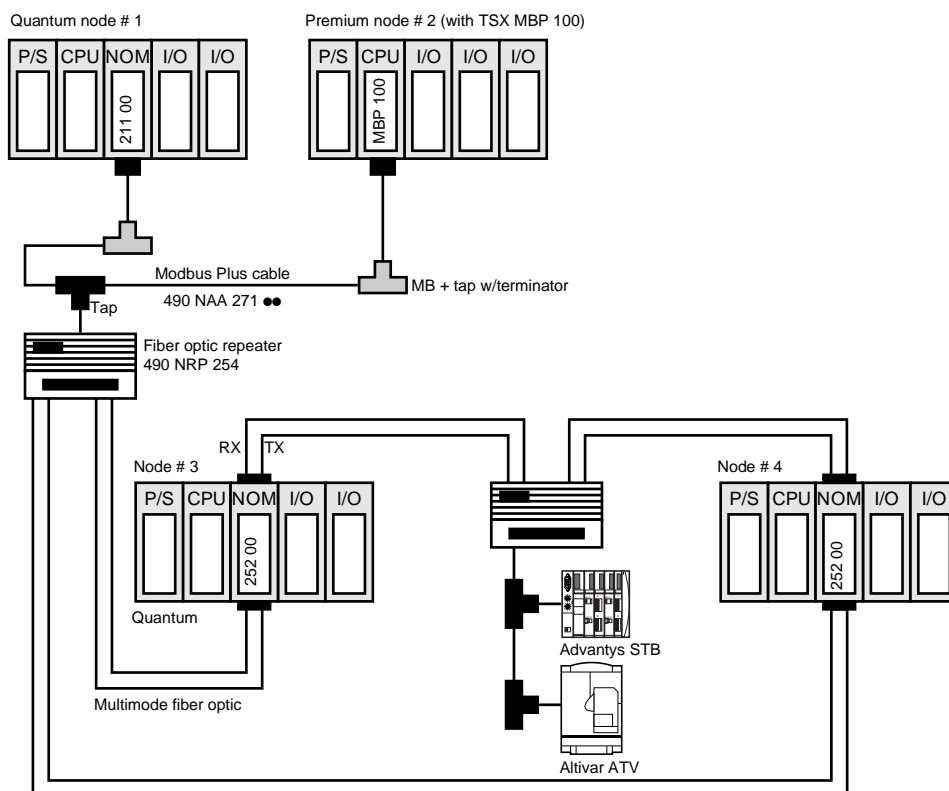 Quantum node # 1
P/S CPU NOM I/O I/O
211 00
Premium node # 2 (with TSX MBP 100)
P/S CPU I/O I/O I/O
MBP 100
Modbus Plus cable
490 NAA 271 ●●
MB + tap w/terminator
Tap
Fiber optic repeater
490 NRP 254
RX TX
Node # 3
P/S CPU NOM I/O I/O
252 00
Quantum
Multimode fiber optic
Advantys STB
Altivar ATV
Node # 4
P/S CPU NOM I/O I/O
252 00